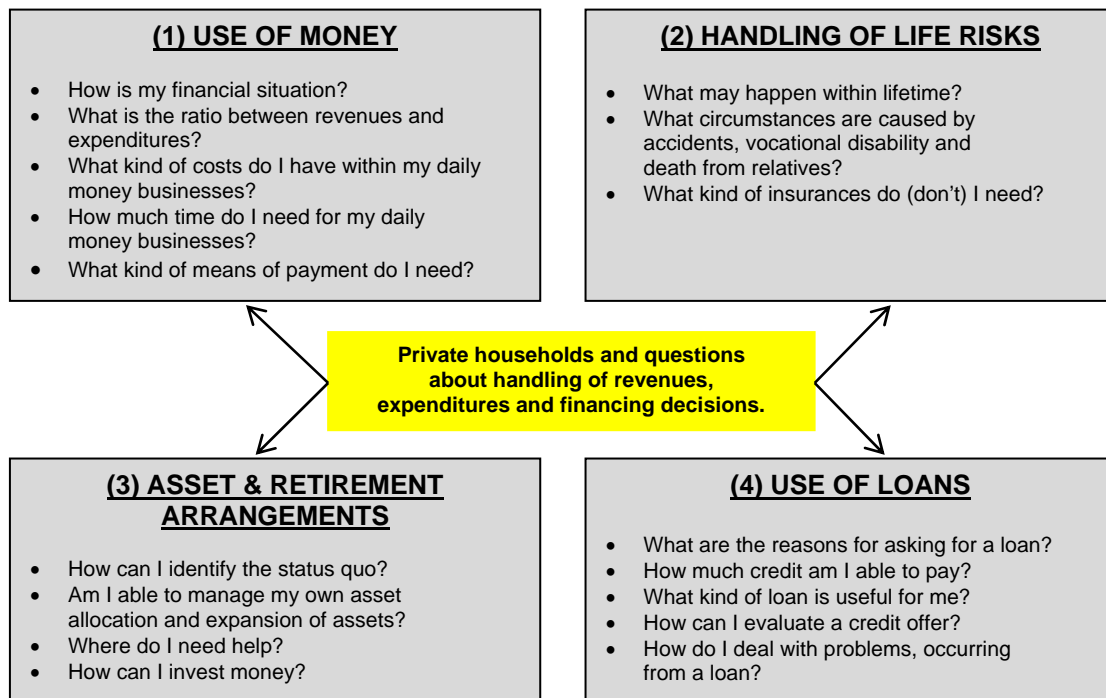 (1) USE OF MONEY
• How is my financial situation?
• What is the ratio between revenues and
expenditures?
• What kind of costs do I have within my daily
money businesses?
• How much time do I need for my daily
money businesses?
• What kind of means of payment do I need?
(2) HANDLING OF LIFE RISKS
• What may happen within lifetime?
• What circumstances are caused by
accidents, vocational disability and
death from relatives?
• What kind of insurances do (don't) I need?
Private households and questions
about handling of revenues,
expenditures and financing decisions.
(3) ASSET & RETIREMENT
ARRANGEMENTS
• How can I identify the status quo?
• Am I able to manage my own asset
allocation and expansion of assets?
• Where do I need help?
• How can I invest money?
(4) USE OF LOANS
• What are the reasons for asking for a loan?
• How much credit am I able to pay?
• What kind of loan is useful for me?
• How can I evaluate a credit offer?
• How do I deal with problems, occurring
from a loan?